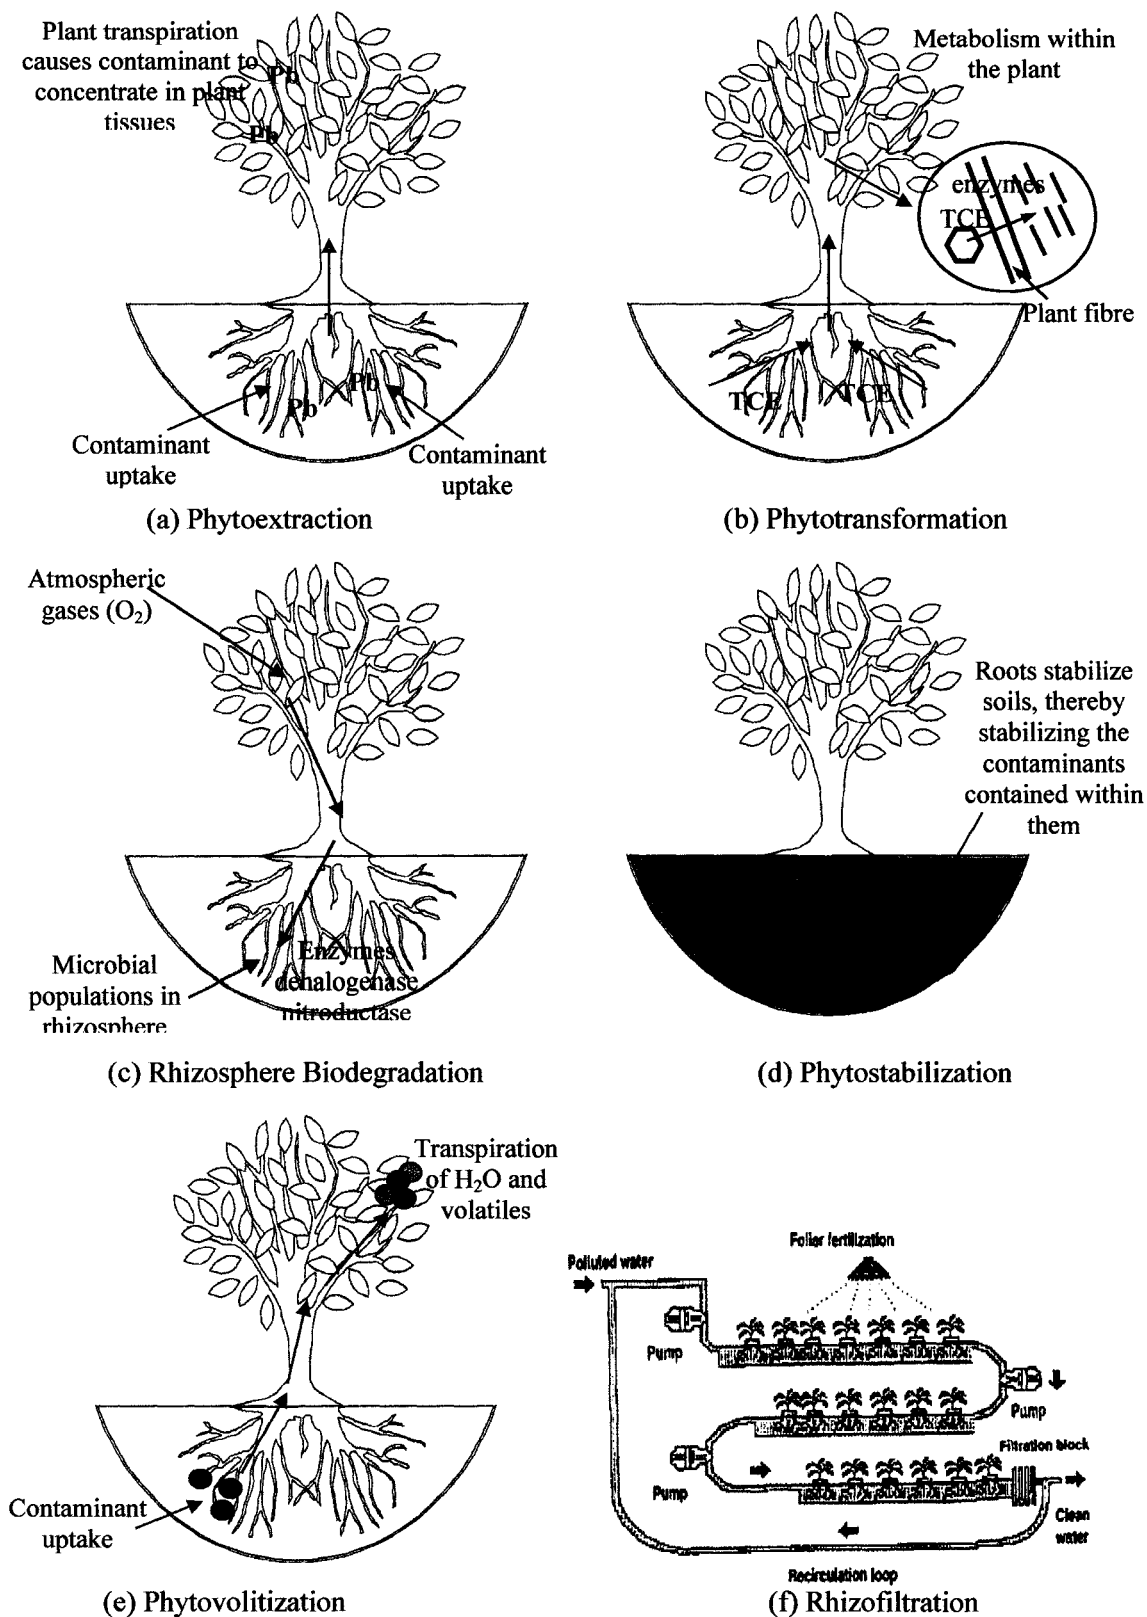 Plant transpiration
causes contaminant to
concentrate in plant
tissues
Pb
Pb
Pb
Pb
Contaminant
uptake
Contaminant
uptake
(a) Phytoextraction
Metabolism within
the plant
enzymes
TCE
Plant fibre
TCE
TCE
(b) Phytotransformation
Atmospheric
gases (O₂)
Microbial
populations in
rhizosphere
Enzymes
dehalogenase
nitroductase
(c) Rhizosphere Biodegradation
Roots stabilize
soils, thereby
stabilizing the
contaminants
contained within
them
(d) Phytostabilization
Transpiration
of H₂O and
volatiles
Contaminant
uptake
(e) Phytovolitization
Foliar fertilization
Polluted water
Pump
Pump
Filtration block
Pump
Clean
water
Recirculation loop
(f) Rhizofiltration